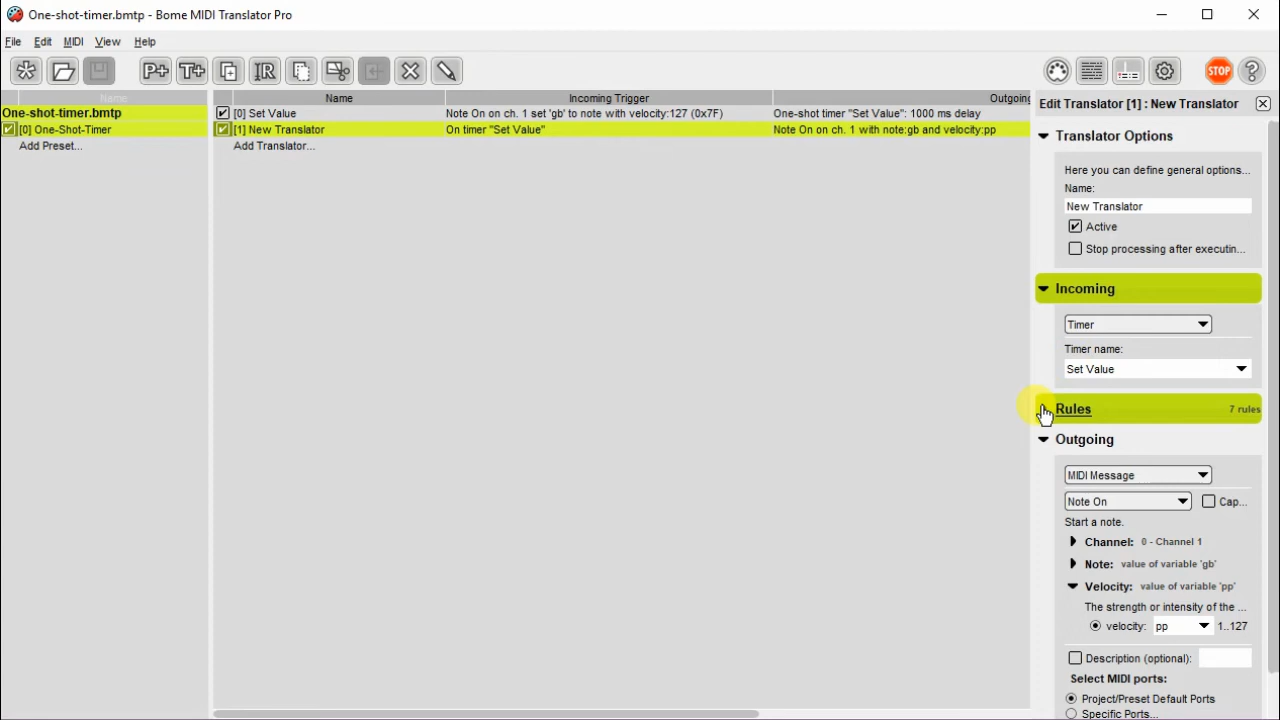 One-shot-timer.bmtp - Bome MIDI Translator Pro
File Edit MIDI View Help
P+ T+ STOP ?
Name
One-shot-timer.bmtp
[0] One-Shot-Timer
Add Preset...
Name Incoming Trigger Outgoing
[0] Set Value Note On on ch. 1 set 'gb' to note with velocity:127 (0x7F) One-shot timer "Set Value": 1000 ms delay
[1] New Translator On timer "Set Value" Note On on ch. 1 with note:gb and velocity:pp
Add Translator...
Edit Translator [1] : New Translator
Translator Options
Here you can define general options...
Name:
New Translator
Active
Stop processing after executin...
Incoming
Timer
Timer name:
Set Value
Rules 7 rules
Outgoing
MIDI Message
Note On Cap...
Start a note.
Channel: 0 - Channel 1
Note: value of variable 'gb'
Velocity: value of variable 'pp'
The strength or intensity of the ...
velocity: pp 1..127
Description (optional):
Select MIDI ports:
Project/Preset Default Ports
Specific Ports...